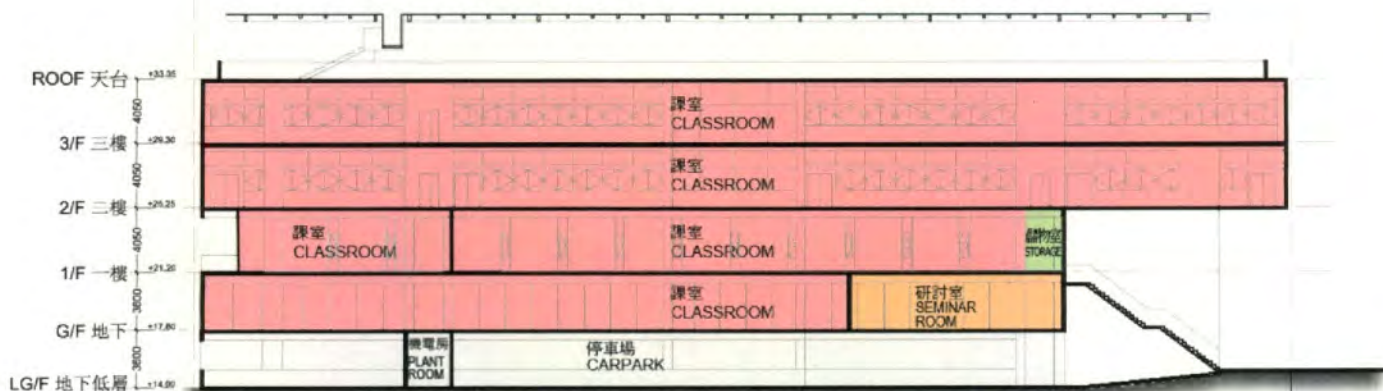 ROOF 天台 +33.35
4050
課室
CLASSROOM
3/F 三樓 +29.30
4050
課室
CLASSROOM
2/F 二樓 +25.25
4050
課室
CLASSROOM
課室
CLASSROOM
儲物室
STORAGE
1/F 一樓 +21.20
3600
課室
CLASSROOM
研討室
SEMINAR
ROOM
G/F 地下 +17.60
3600
機電房
PLANT
ROOM
停車場
CARPARK
LG/F 地下低層 +14.00